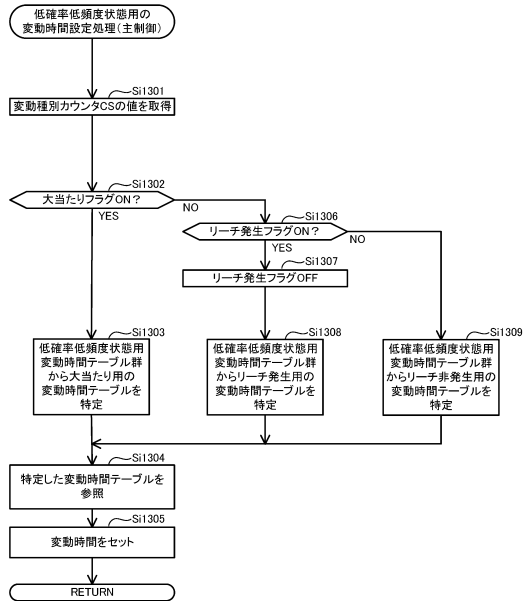 低確率低頻度状態用の
変動時間設定処理(主制御)
Si1301
変動種別カウンタCSの値を取得
Si1302
大当たりフラグON?
YES
NO
Si1306
リーチ発生フラグON?
YES
NO
Si1307
リーチ発生フラグOFF
Si1303
低確率低頻度状態用
変動時間テーブル群
から大当たり用の
変動時間テーブルを
特定
Si1308
低確率低頻度状態用
変動時間テーブル群
からリーチ発生用の
変動時間テーブルを
特定
Si1309
低確率低頻度状態用
変動時間テーブル群
からリーチ非発生用の
変動時間テーブルを
特定
Si1304
特定した変動時間テーブルを
参照
Si1305
変動時間をセット
RETURN